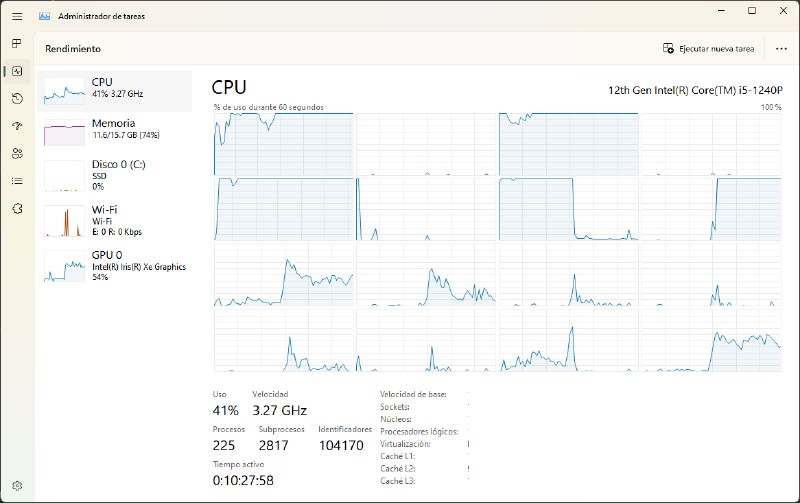 Administrador de tareas
Rendimiento
Ejecutar nueva tarea
CPU
41% 3.27 GHz
Memoria
11.6/15.7 GB (74%)
Disco 0 (C:)
SSD
0%
Wi-Fi
Wi-Fi
E: 0 R: 0 Kbps
GPU 0
Intel(R) Iris(R) Xe Graphics
54%
CPU
12th Gen Intel(R) Core(TM) i5-1240P
% de uso durante 60 segundos
100 %
Uso
Velocidad
41%
3.27 GHz
Procesos
Subprocesos
Identificadores
225
2817
104170
Tiempo activo
0:10:27:58
Velocidad de base:
Sockets:
Núcleos:
Procesadores lógicos:
Virtualización:
Caché L1:
Caché L2:
Caché L3: